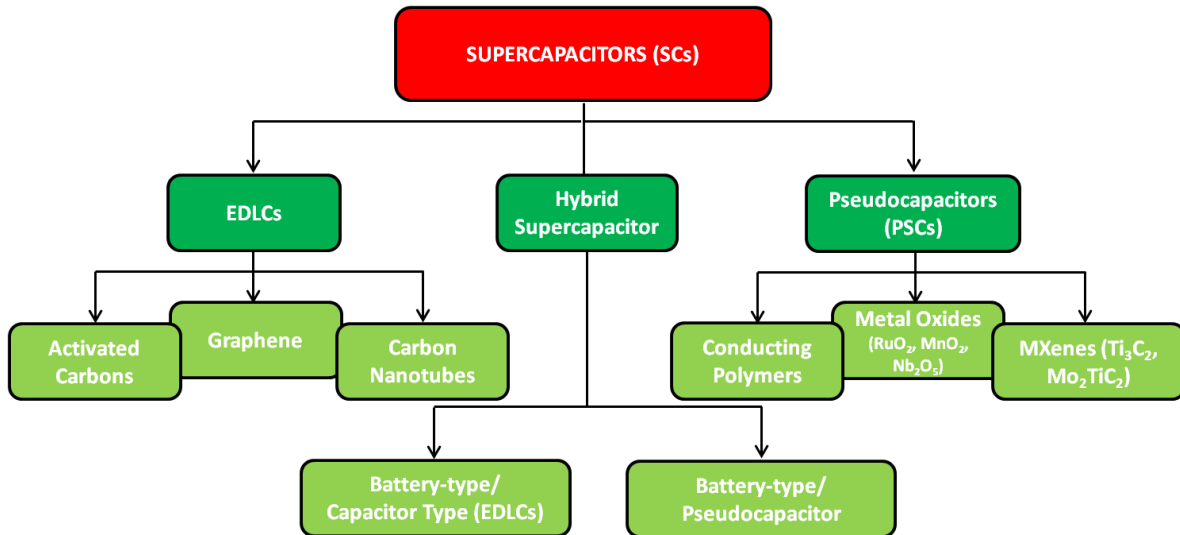 SUPERCAPACITORS (SCs)
EDLCs
Hybrid
Supercapacitor
Pseudocapacitors
(PSCs)
Activated
Carbons
Graphene
Carbon
Nanotubes
Conducting
Polymers
Metal Oxides
(RuO₂, MnO₂,
Nb₂O₅)
MXenes (Ti₃C₂,
Mo₂TiC₂)
Battery-type/
Capacitor Type (EDLCs)
Battery-type/
Pseudocapacitor